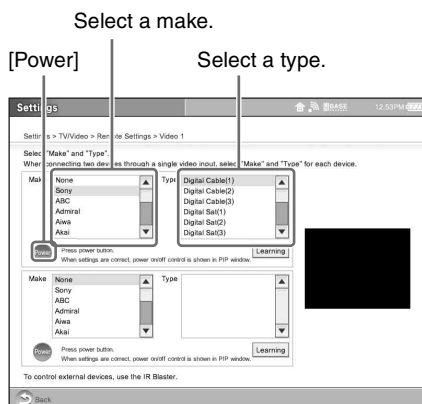 Select a make.
[Power]
Select a type.
Settings
BASE
12:53PM
Settings > TV/Video > Remote Settings > Video 1
Select "Make" and "Type".
When connecting two devices through a single video input, select "Make" and "Type" for each device.
Make
None
Sony
ABC
Admiral
Aiwa
Akai
Type
Digital Cable(1)
Digital Cable(2)
Digital Cable(3)
Digital Sat(1)
Digital Sat(2)
Digital Sat(3)
Power
Press power button.
When settings are correct, power on/off control is shown in PIP window.
Learning
Make
None
Sony
ABC
Admiral
Aiwa
Akai
Type
Power
Press power button.
When settings are correct, power on/off control is shown in PIP window.
Learning
To control external devices, use the IR Blaster.
Back